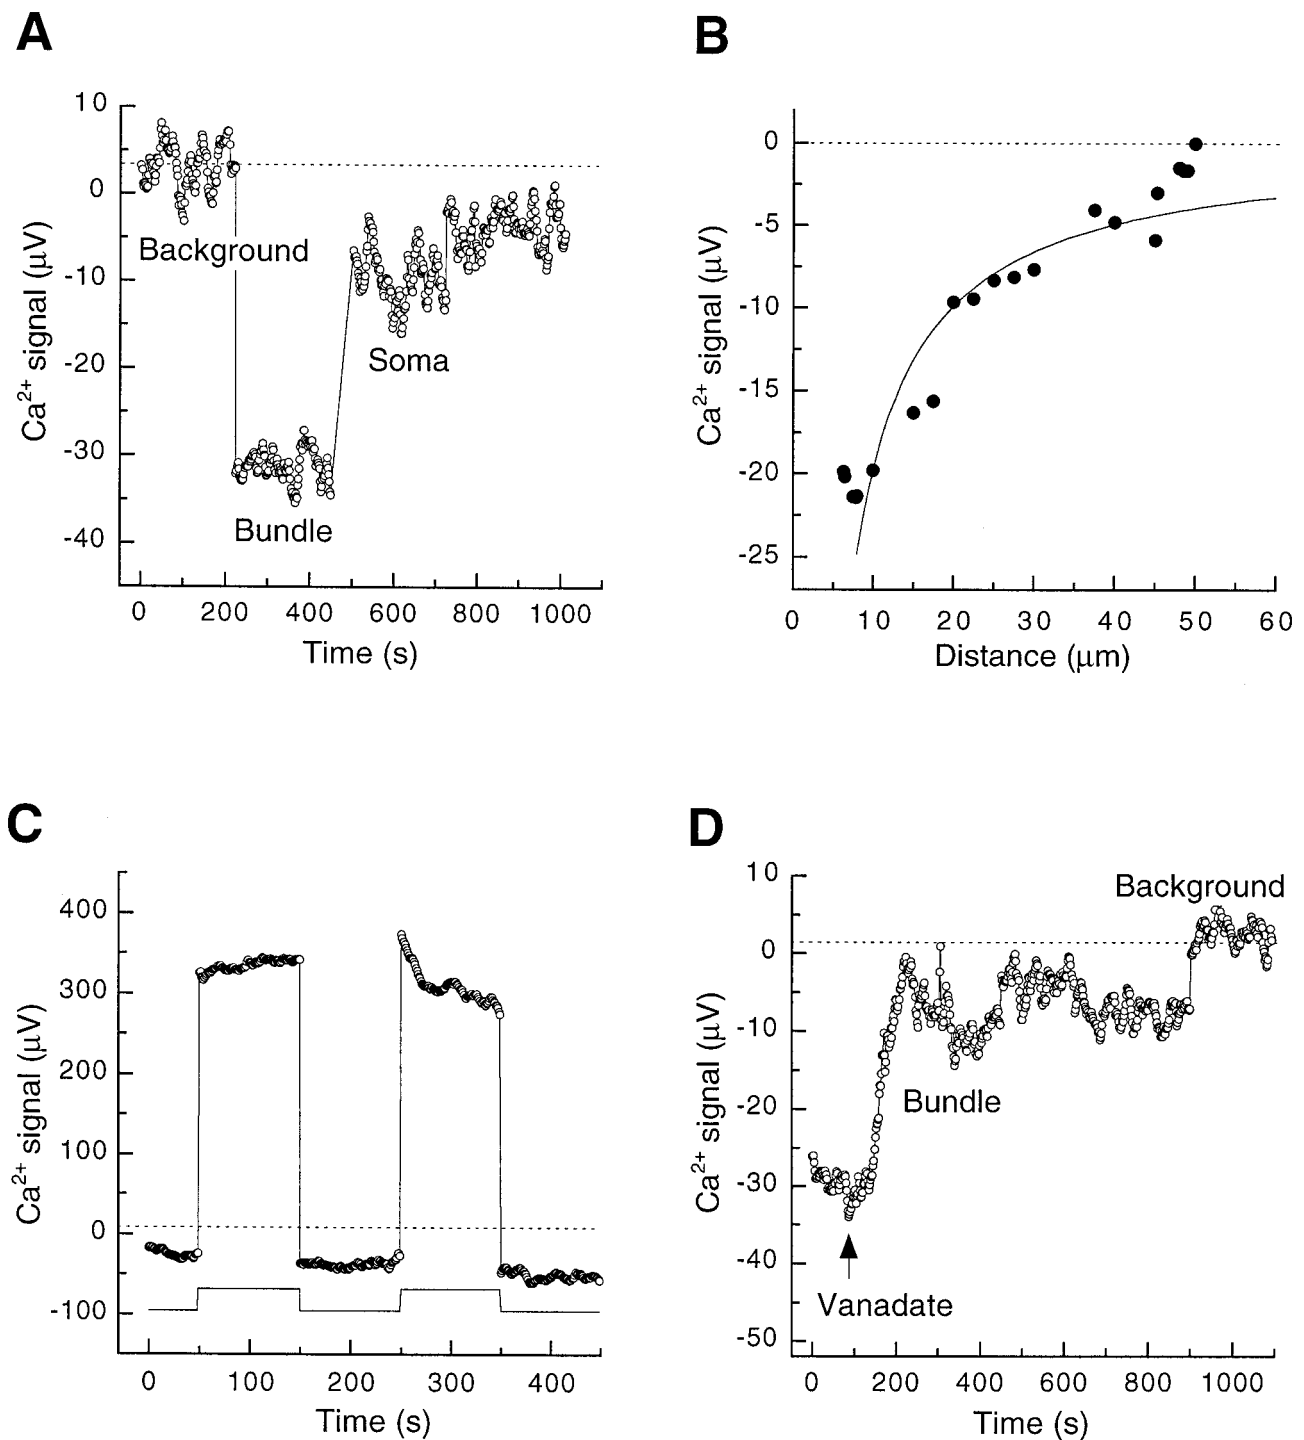 A
10
0
-10
-20
-30
-40
Ca2+ signal (μV)
Background
Bundle
Soma
0 200 400 600 800 1000
Time (s)
B
0
-5
-10
-15
-20
-25
Ca2+ signal (μV)
0 10 20 30 40 50 60
Distance (μm)
C
400
300
200
100
0
-100
Ca2+ signal (μV)
0 100 200 300 400
Time (s)
D
10
0
-10
-20
-30
-40
-50
Ca2+ signal (μV)
Background
Bundle
Vanadate
0 200 400 600 800 1000
Time (s)